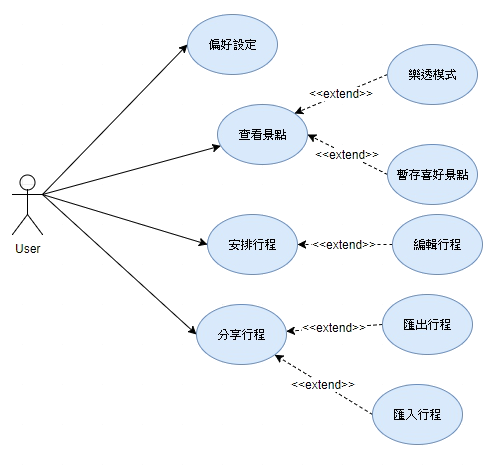 偏好設定
樂透模式
<<extend>>
查看景點
<<extend>>
暫存喜好景點
User
安排行程
<<extend>>
編輯行程
分享行程
<<extend>>
匯出行程
<<extend>>
匯入行程